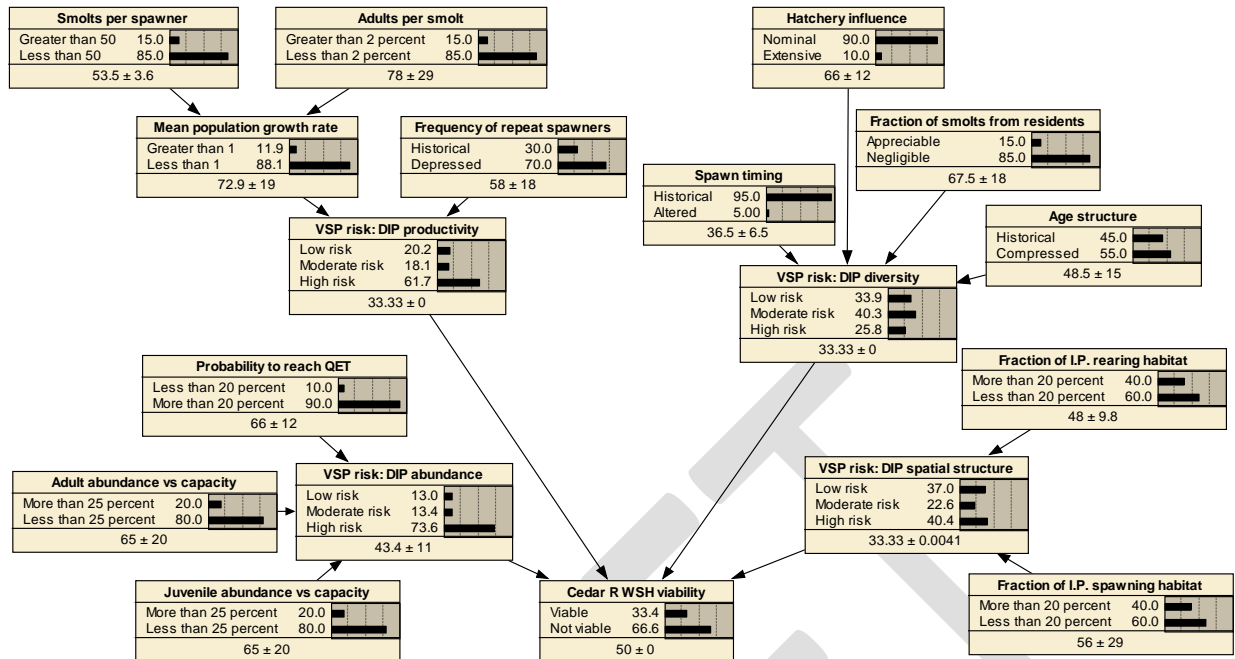 Smolts per spawner
Greater than 50 15.0
Less than 50 85.0
53.5 ± 3.6
Adults per smolt
Greater than 2 percent 15.0
Less than 2 percent 85.0
78 ± 29
Hatchery influence
Nominal 90.0
Extensive 10.0
66 ± 12
Mean population growth rate
Greater than 1 11.9
Less than 1 88.1
72.9 ± 19
Frequency of repeat spawners
Historical 30.0
Depressed 70.0
58 ± 18
Fraction of smolts from residents
Appreciable 15.0
Negligible 85.0
67.5 ± 18
Spawn timing
Historical 95.0
Altered 5.00
36.5 ± 6.5
Age structure
Historical 45.0
Compressed 55.0
48.5 ± 15
VSP risk: DIP productivity
Low risk 20.2
Moderate risk 18.1
High risk 61.7
33.33 ± 0
VSP risk: DIP diversity
Low risk 33.9
Moderate risk 40.3
High risk 25.8
33.33 ± 0
Probability to reach QET
Less than 20 percent 10.0
More than 20 percent 90.0
66 ± 12
Fraction of I.P. rearing habitat
More than 20 percent 40.0
Less than 20 percent 60.0
48 ± 9.8
Adult abundance vs capacity
More than 25 percent 20.0
Less than 25 percent 80.0
65 ± 20
VSP risk: DIP abundance
Low risk 13.0
Moderate risk 13.4
High risk 73.6
43.4 ± 11
VSP risk: DIP spatial structure
Low risk 37.0
Moderate risk 22.6
High risk 40.4
33.33 ± 0.0041
Juvenile abundance vs capacity
More than 25 percent 20.0
Less than 25 percent 80.0
65 ± 20
Cedar R WSH viability
Viable 33.4
Not viable 66.6
50 ± 0
Fraction of I.P. spawning habitat
More than 20 percent 40.0
Less than 20 percent 60.0
56 ± 29